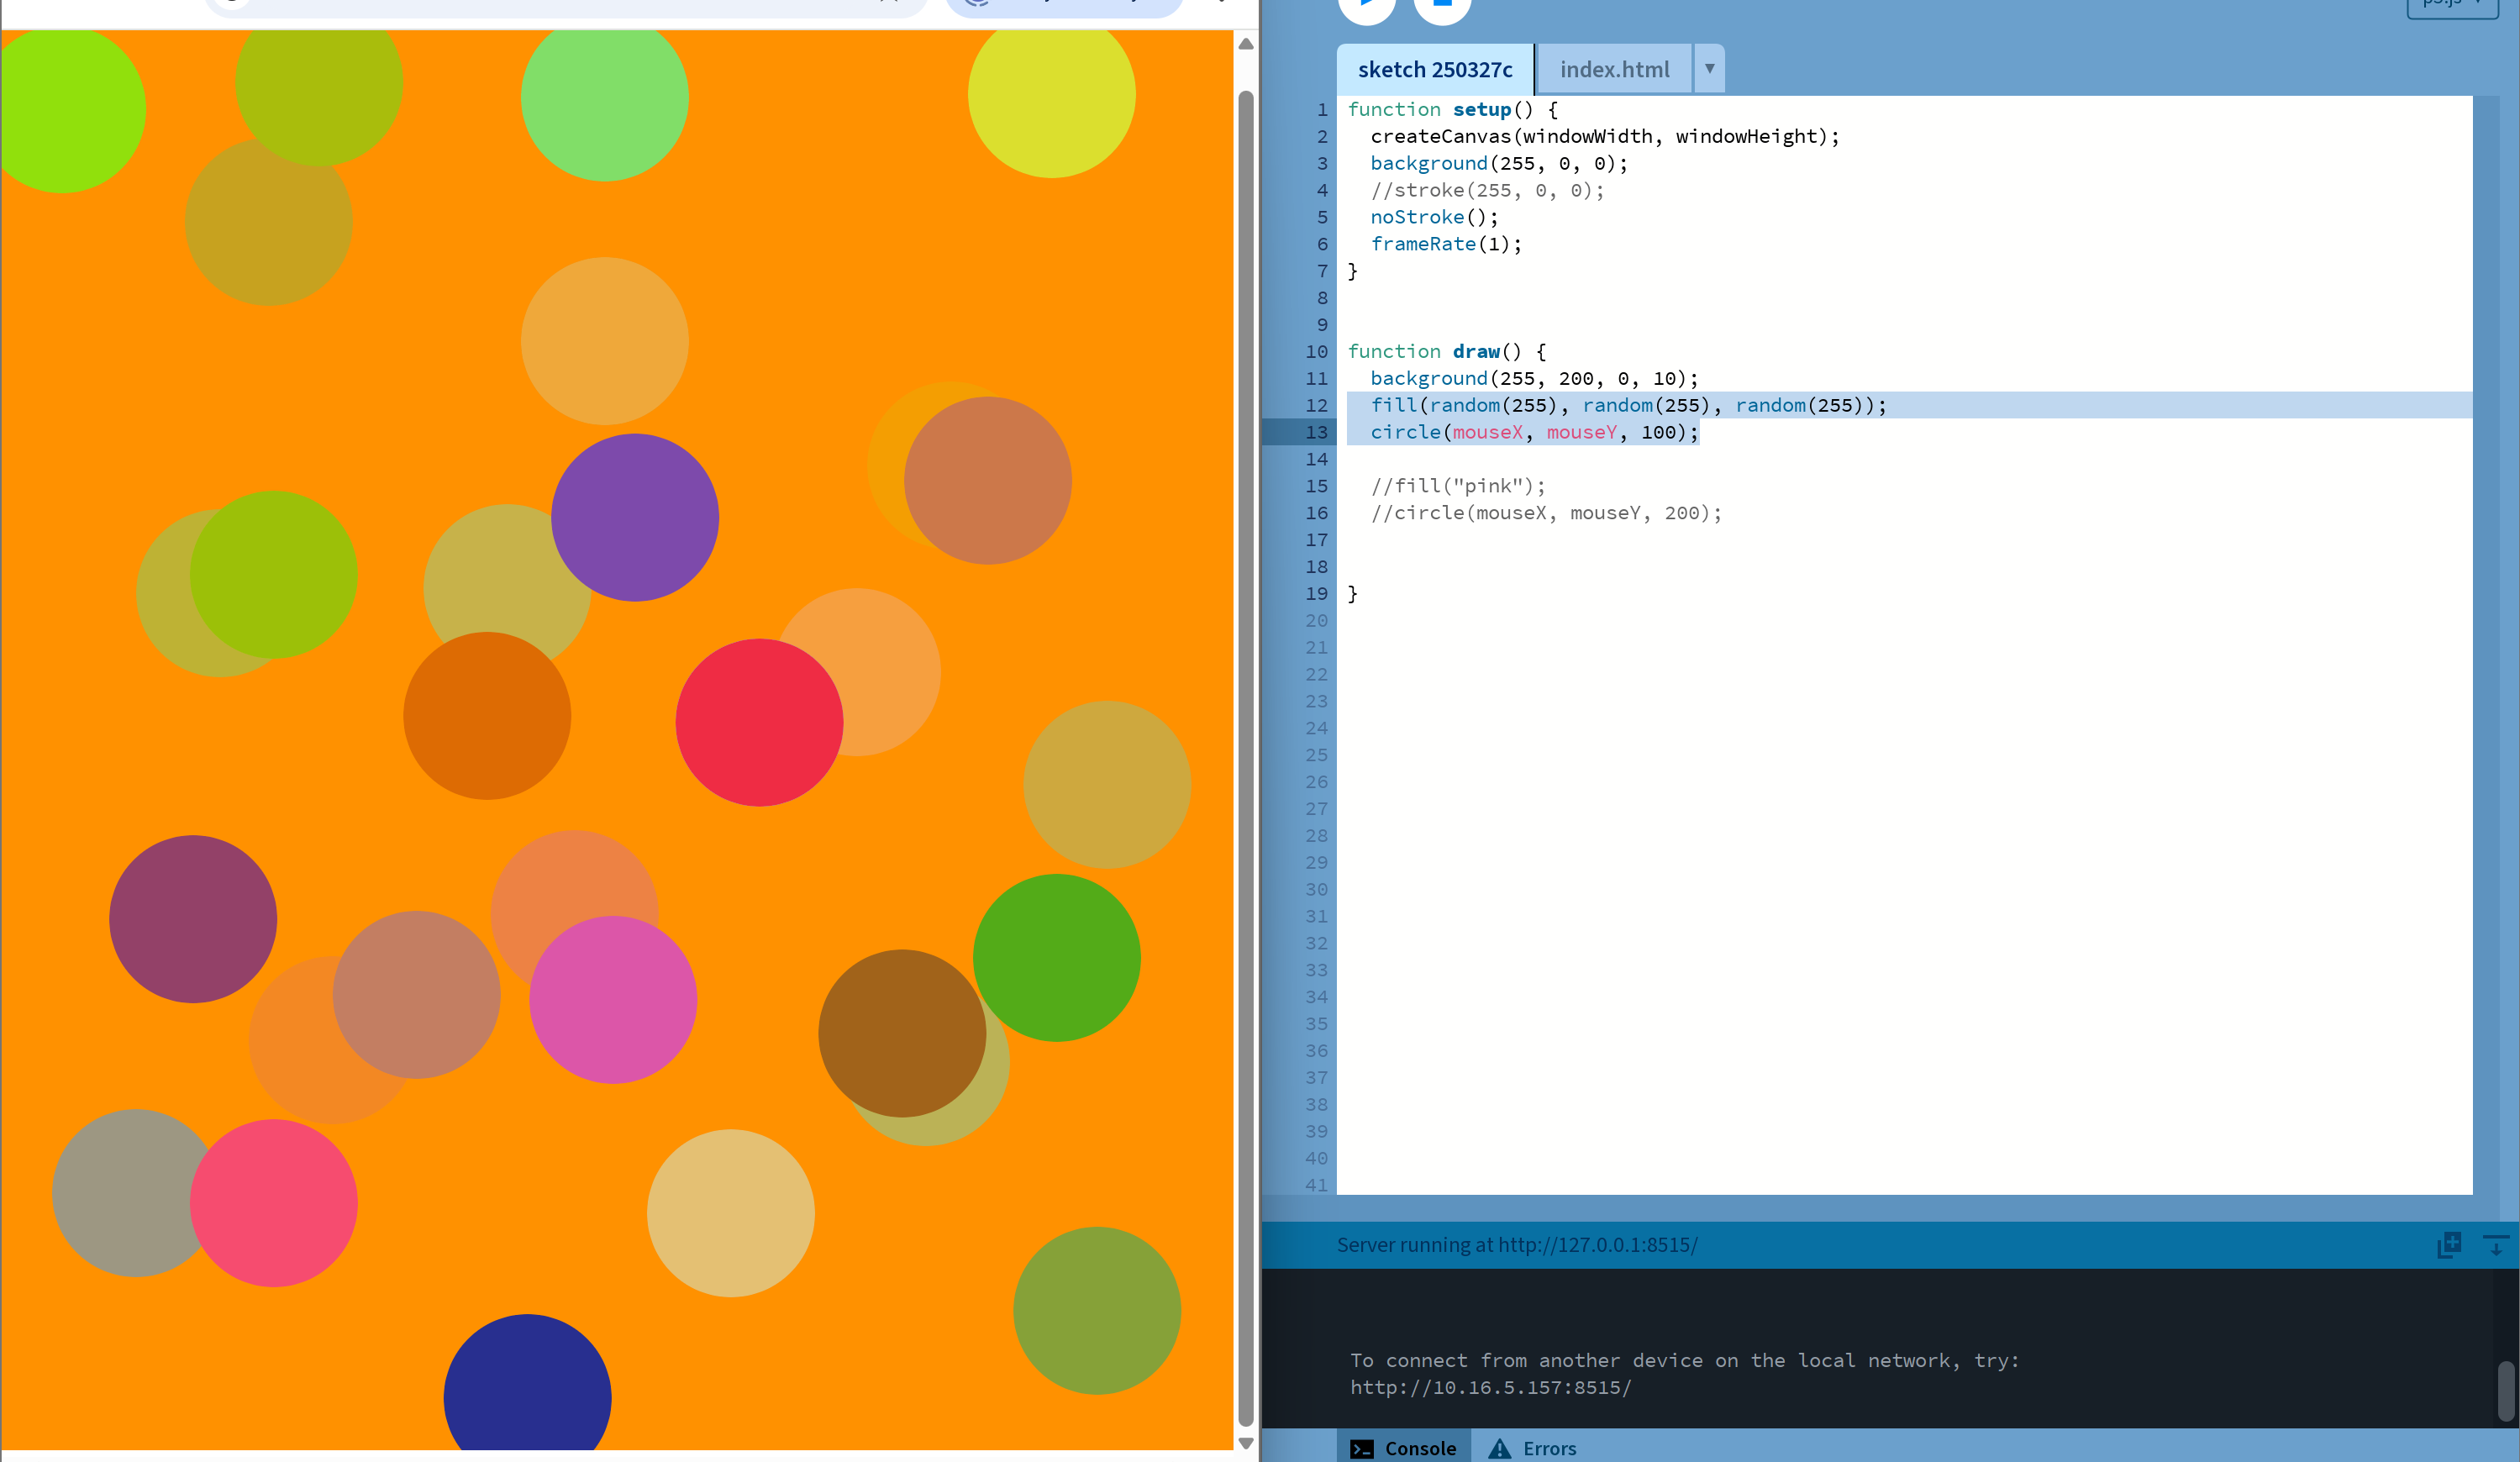 sketch 250327c
index.html
▼
1 function setup() {
2   createCanvas(windowWidth, windowHeight);
3   background(255, 0, 0);
4   //stroke(255, 0, 0);
5   noStroke();
6   frameRate(1);
7 }
8
9
10 function draw() {
11   background(255, 200, 0, 10);
12   fill(random(255), random(255), random(255));
13   circle(mouseX, mouseY, 100);
14
15   //fill("pink");
16   //circle(mouseX, mouseY, 200);
17
18
19 }
20
21
22
23
24
25
26
27
28
29
30
31
32
33
34
35
36
37
38
39
40
41
Server running at http://127.0.0.1:8515/
To connect from another device on the local network, try:
http://10.16.5.157:8515/
Console
Errors